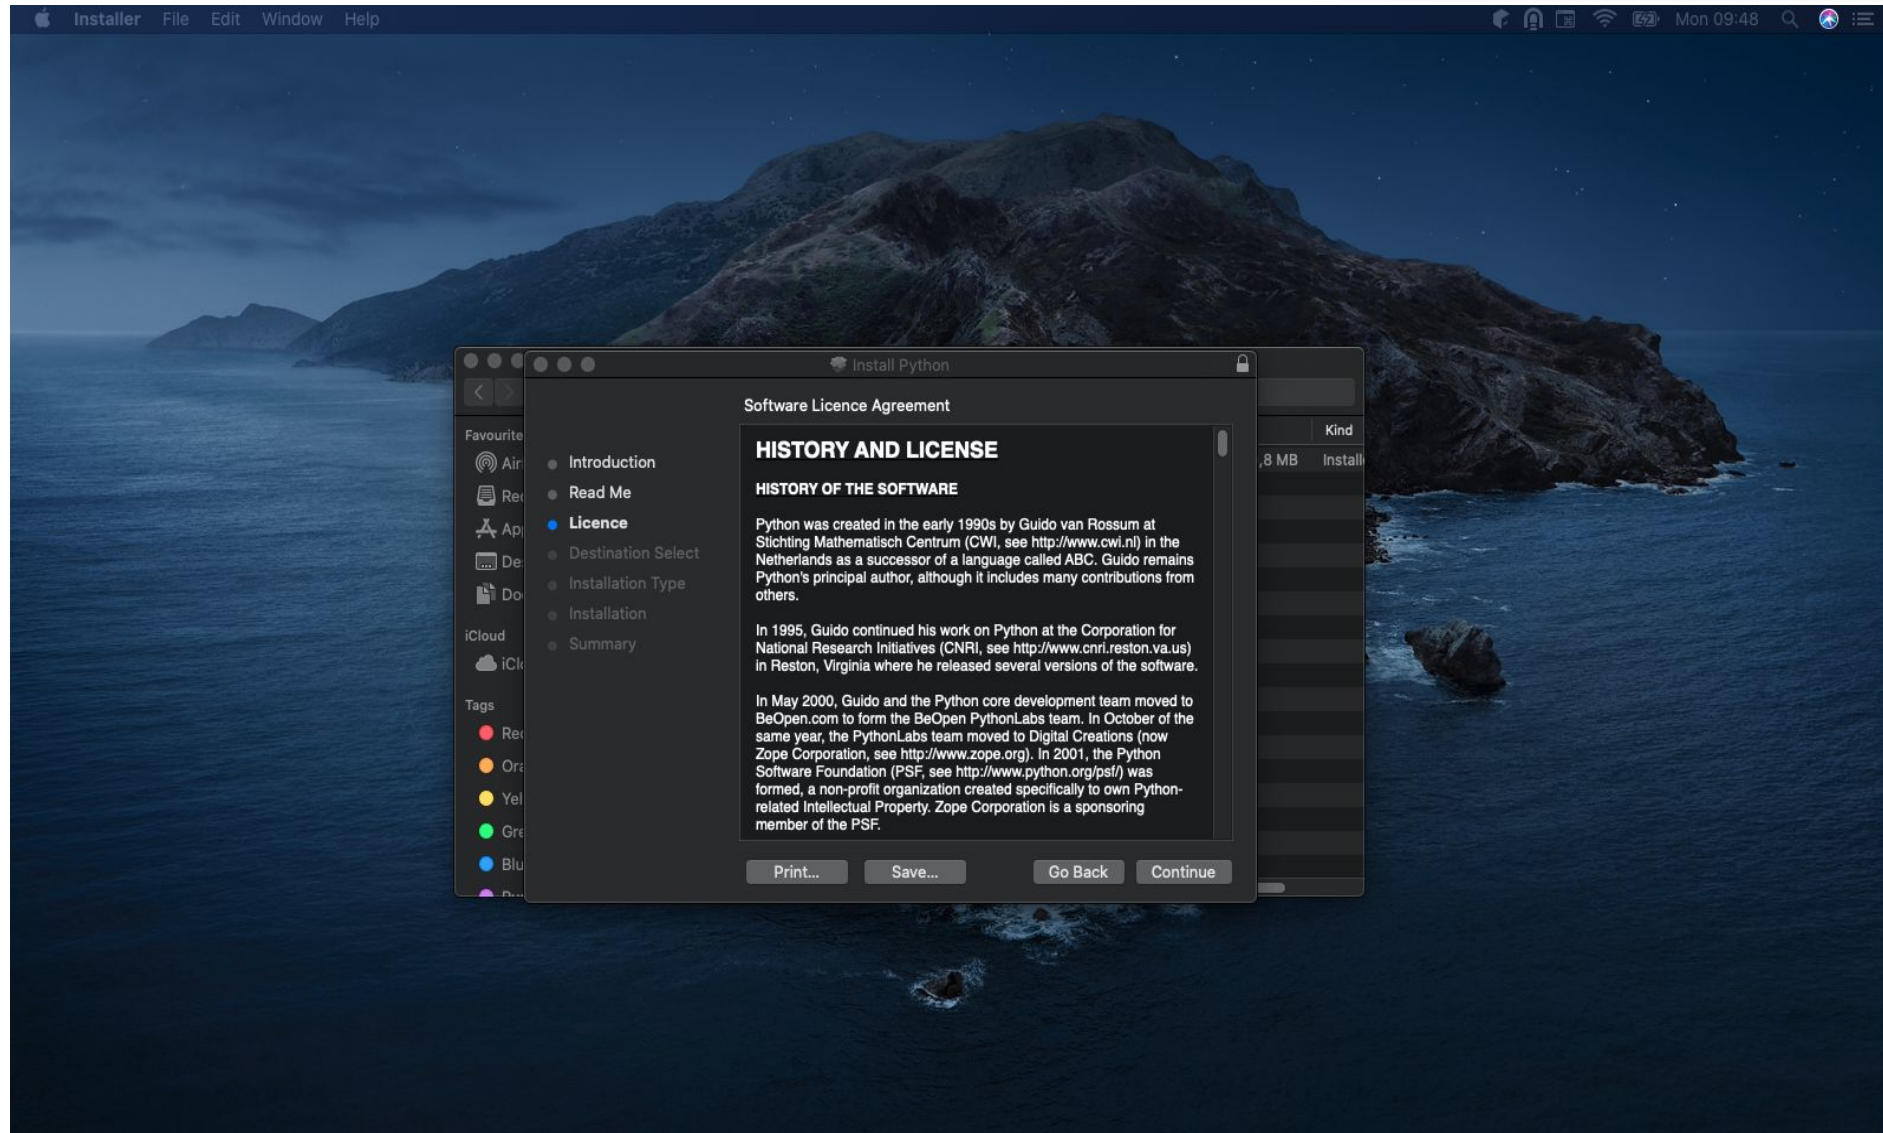 Installer File Edit Window Help
Mon 09:48
Install Python
Software Licence Agreement
Favourite
Kind
Air
,8 MB Install
Rec
App
De
Do
iCloud
iClo
Tags
Red
Ora
Yel
Gre
Blu
Introduction
Read Me
Licence
Destination Select
Installation Type
Installation
Summary
HISTORY AND LICENSE
HISTORY OF THE SOFTWARE
Python was created in the early 1990s by Guido van Rossum at
Stichting Mathematisch Centrum (CWI, see http://www.cwi.nl) in the
Netherlands as a successor of a language called ABC. Guido remains
Python's principal author, although it includes many contributions from
others.
In 1995, Guido continued his work on Python at the Corporation for
National Research Initiatives (CNRI, see http://www.cnri.reston.va.us)
in Reston, Virginia where he released several versions of the software.
In May 2000, Guido and the Python core development team moved to
BeOpen.com to form the BeOpen PythonLabs team. In October of the
same year, the PythonLabs team moved to Digital Creations (now
Zope Corporation, see http://www.zope.org). In 2001, the Python
Software Foundation (PSF, see http://www.python.org/psf/) was
formed, a non-profit organization created specifically to own Python-
related Intellectual Property. Zope Corporation is a sponsoring
member of the PSF.
Print... Save... Go Back Continue